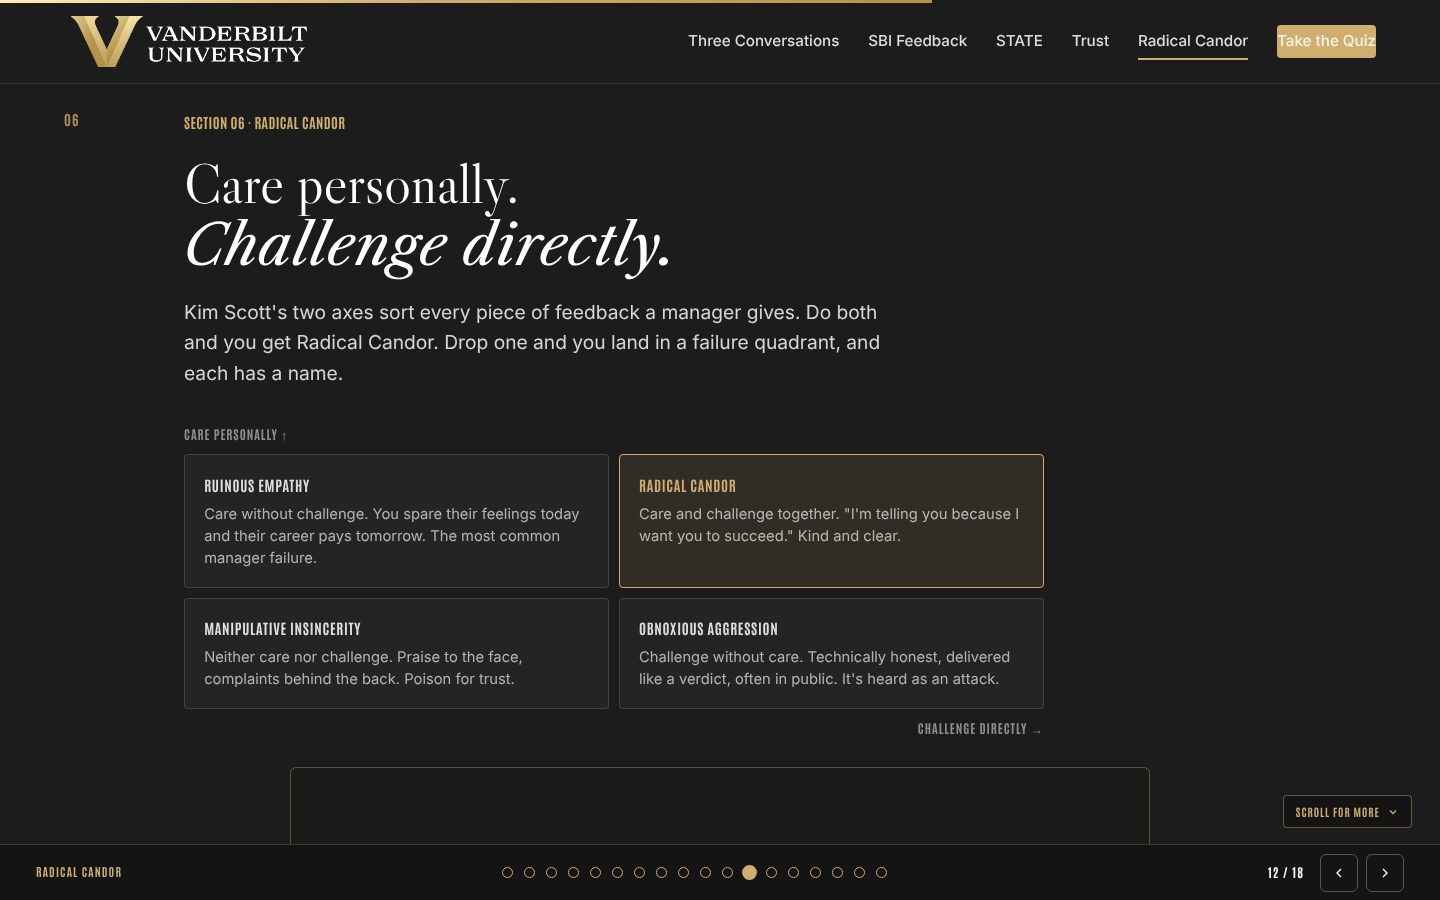 VANDERBILT
UNIVERSITY
Three Conversations
SBI Feedback
STATE
Trust
Radical Candor
Take the Quiz
06
SECTION 06 · RADICAL CANDOR
Care personally.
Challenge directly.
Kim Scott's two axes sort every piece of feedback a manager gives. Do both
and you get Radical Candor. Drop one and you land in a failure quadrant, and
each has a name.
CARE PERSONALLY ↑
RUINOUS EMPATHY
Care without challenge. You spare their feelings today
and their career pays tomorrow. The most common
manager failure.
RADICAL CANDOR
Care and challenge together. "I'm telling you because I
want you to succeed." Kind and clear.
MANIPULATIVE INSINCERITY
Neither care nor challenge. Praise to the face,
complaints behind the back. Poison for trust.
OBNOXIOUS AGGRESSION
Challenge without care. Technically honest, delivered
like a verdict, often in public. It's heard as an attack.
CHALLENGE DIRECTLY →
SCROLL FOR MORE
RADICAL CANDOR
12 / 18